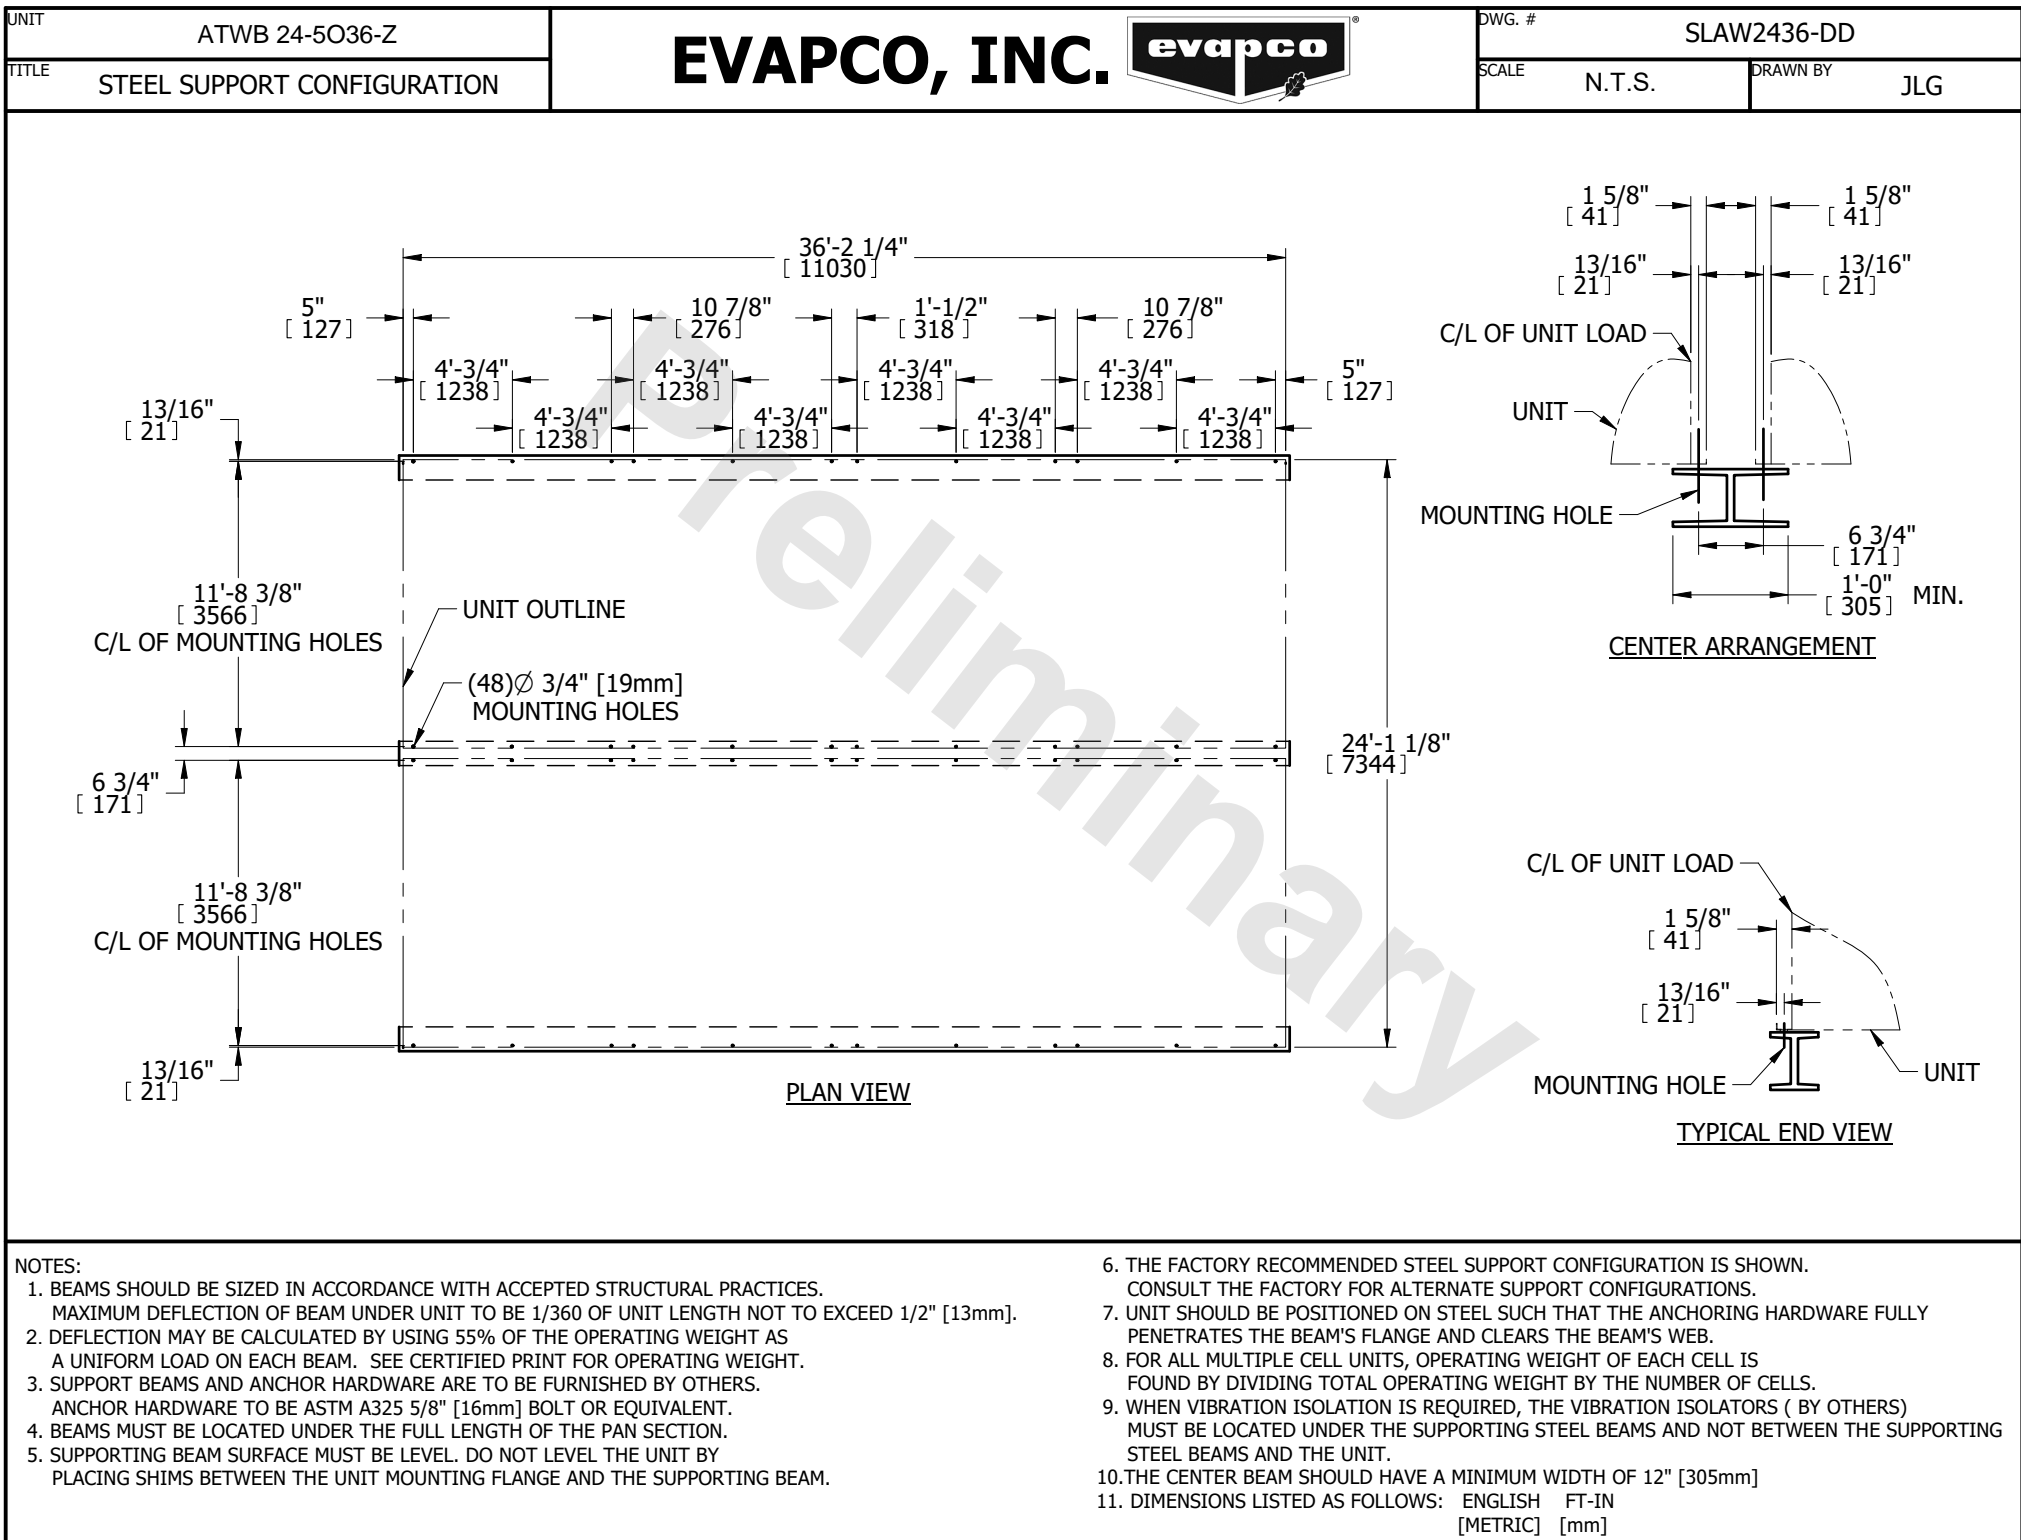 UNIT
ATWB 24-5O36-Z
TITLE
STEEL SUPPORT CONFIGURATION
EVAPCO, INC.
evapco
®
DWG. #
SLAW2436-DD
SCALE
N.T.S.
DRAWN BY
JLG
36'-2 1/4"
[ 11030 ]
5"
[ 127 ]
10 7/8"
[ 276 ]
1'-1/2"
[ 318 ]
10 7/8"
[ 276 ]
4'-3/4"
[ 1238 ]
4'-3/4"
[ 1238 ]
4'-3/4"
[ 1238 ]
4'-3/4"
[ 1238 ]
5"
[ 127 ]
4'-3/4"
[ 1238 ]
4'-3/4"
[ 1238 ]
4'-3/4"
[ 1238 ]
4'-3/4"
[ 1238 ]
13/16"
[ 21 ]
11'-8 3/8"
[ 3566 ]
C/L OF MOUNTING HOLES
UNIT OUTLINE
(48)Ø 3/4" [19mm]
MOUNTING HOLES
6 3/4"
[ 171 ]
24'-1 1/8"
[ 7344 ]
11'-8 3/8"
[ 3566 ]
C/L OF MOUNTING HOLES
13/16"
[ 21 ]
PLAN VIEW
Preliminary
1 5/8"
[ 41 ]
1 5/8"
[ 41 ]
13/16"
[ 21 ]
13/16"
[ 21 ]
C/L OF UNIT LOAD
UNIT
MOUNTING HOLE
6 3/4"
[ 171 ]
1'-0"
[ 305 ] MIN.
CENTER ARRANGEMENT
C/L OF UNIT LOAD
1 5/8"
[ 41 ]
13/16"
[ 21 ]
MOUNTING HOLE
UNIT
TYPICAL END VIEW
NOTES:
1. BEAMS SHOULD BE SIZED IN ACCORDANCE WITH ACCEPTED STRUCTURAL PRACTICES.
MAXIMUM DEFLECTION OF BEAM UNDER UNIT TO BE 1/360 OF UNIT LENGTH NOT TO EXCEED 1/2" [13mm].
2. DEFLECTION MAY BE CALCULATED BY USING 55% OF THE OPERATING WEIGHT AS
A UNIFORM LOAD ON EACH BEAM. SEE CERTIFIED PRINT FOR OPERATING WEIGHT.
3. SUPPORT BEAMS AND ANCHOR HARDWARE ARE TO BE FURNISHED BY OTHERS.
ANCHOR HARDWARE TO BE ASTM A325 5/8" [16mm] BOLT OR EQUIVALENT.
4. BEAMS MUST BE LOCATED UNDER THE FULL LENGTH OF THE PAN SECTION.
5. SUPPORTING BEAM SURFACE MUST BE LEVEL. DO NOT LEVEL THE UNIT BY
PLACING SHIMS BETWEEN THE UNIT MOUNTING FLANGE AND THE SUPPORTING BEAM.
6. THE FACTORY RECOMMENDED STEEL SUPPORT CONFIGURATION IS SHOWN.
CONSULT THE FACTORY FOR ALTERNATE SUPPORT CONFIGURATIONS.
7. UNIT SHOULD BE POSITIONED ON STEEL SUCH THAT THE ANCHORING HARDWARE FULLY
PENETRATES THE BEAM'S FLANGE AND CLEARS THE BEAM'S WEB.
8. FOR ALL MULTIPLE CELL UNITS, OPERATING WEIGHT OF EACH CELL IS
FOUND BY DIVIDING TOTAL OPERATING WEIGHT BY THE NUMBER OF CELLS.
9. WHEN VIBRATION ISOLATION IS REQUIRED, THE VIBRATION ISOLATORS ( BY OTHERS)
MUST BE LOCATED UNDER THE SUPPORTING STEEL BEAMS AND NOT BETWEEN THE SUPPORTING
STEEL BEAMS AND THE UNIT.
10.THE CENTER BEAM SHOULD HAVE A MINIMUM WIDTH OF 12" [305mm]
11. DIMENSIONS LISTED AS FOLLOWS: ENGLISH FT-IN
[METRIC] [mm]